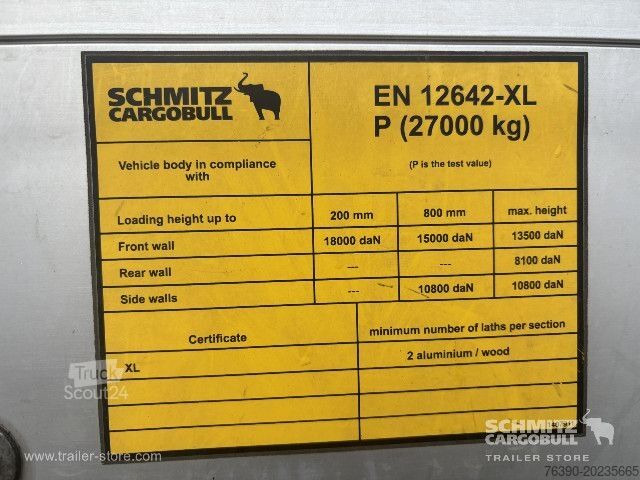 SCHMITZ
CARGOBULL
EN 12642-XL
P (27000 kg)
Vehicle body in compliance
with
(P is the test value)
Loading height up to 200 mm 800 mm max. height
Front wall 18000 daN 15000 daN 13500 daN
Rear wall --- --- 8100 daN
Side walls --- 10800 daN 10800 daN
Certificate minimum number of laths per section
XL 2 aluminium / wood
Truck
Scout24
SCHMITZ
CARGOBULL
TRAILER STORE
www.trailer-store.com
76390-20235665